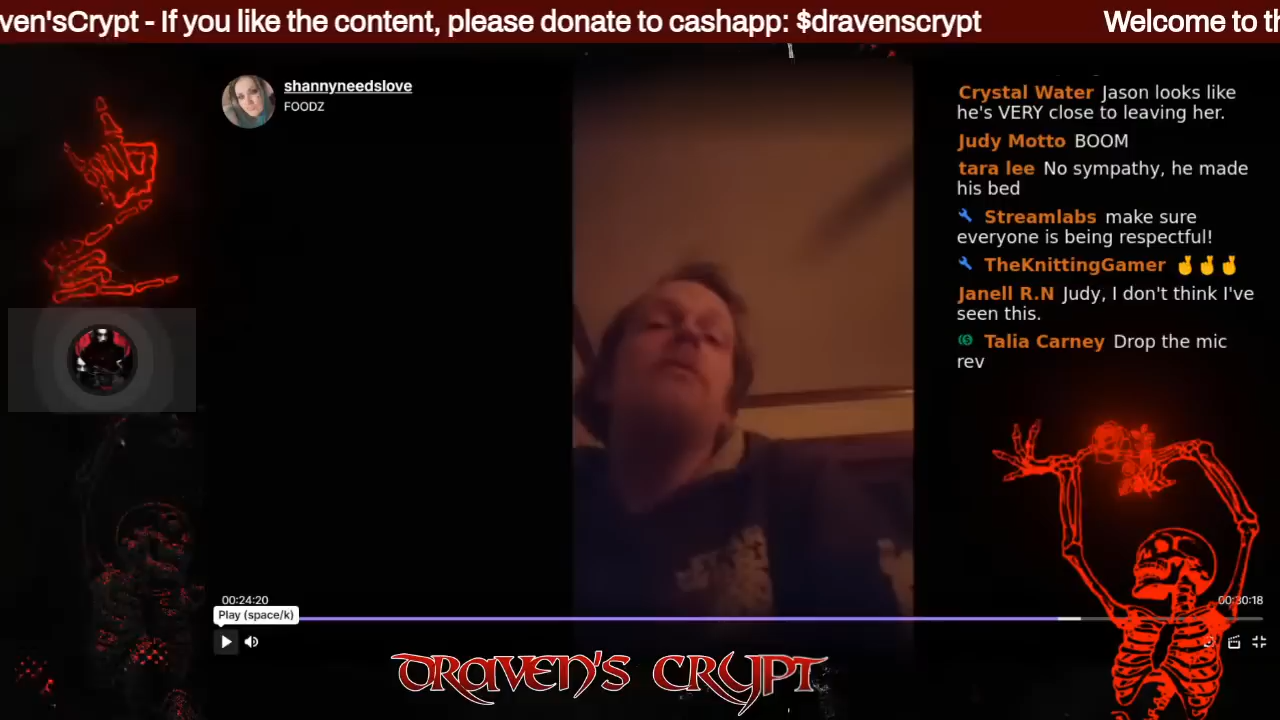 ven'sCrypt - If you like the content, please donate to cashapp: $dravenscrypt
Welcome to th
shannyneedslove
FOODZ
Crystal Water Jason looks like
he's VERY close to leaving her.
Judy Motto BOOM
tara lee No sympathy, he made
his bed
Streamlabs make sure
everyone is being respectful!
TheKnittingGamer 🤞🤞🤞
Janell R.N Judy, I don't think I've
seen this.
Talia Carney Drop the mic
rev
00:24:20
00:30:18
Play (space/k)
DRAVEN'S CRYPT